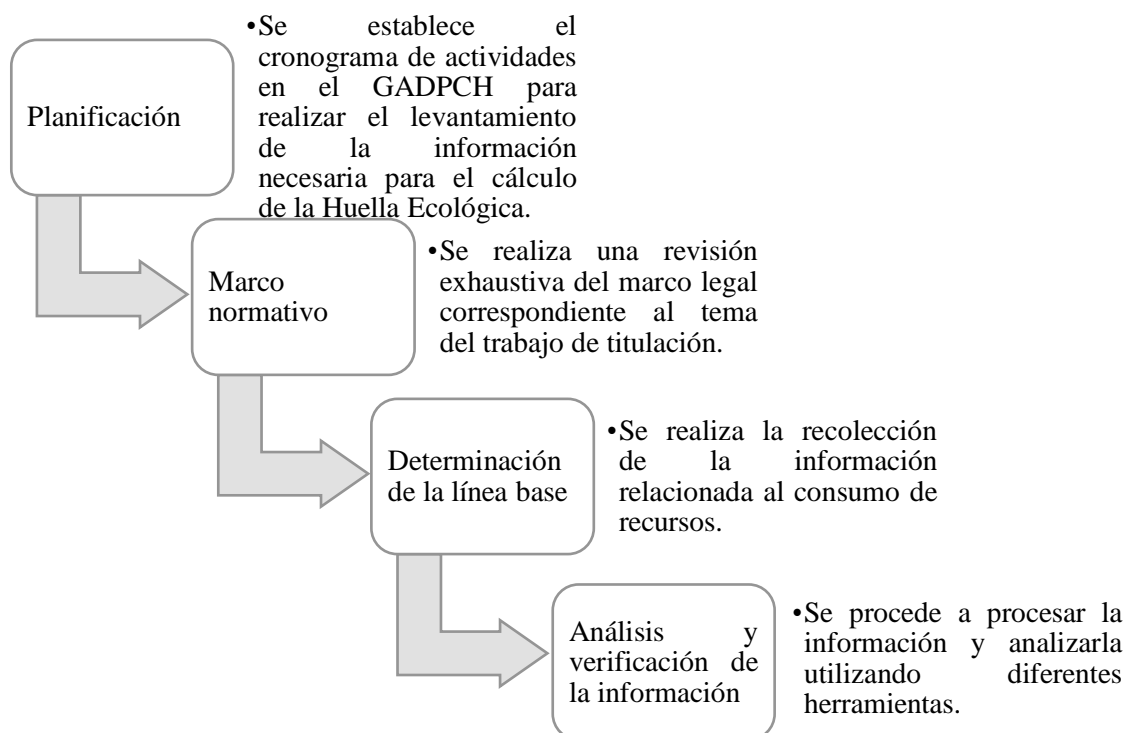 Planificación
•Se establece el
cronograma de actividades
en el GADPCH para
realizar el levantamiento
de la información
necesaria para el cálculo
de la Huella Ecológica.
Marco
normativo
•Se realiza una revisión
exhaustiva del marco legal
correspondiente al tema
del trabajo de titulación.
Determinación
de la línea base
•Se realiza la recolección
de la información
relacionada al consumo de
recursos.
Análisis y
verificación de
la información
•Se procede a procesar la
información y analizarla
utilizando diferentes
herramientas.